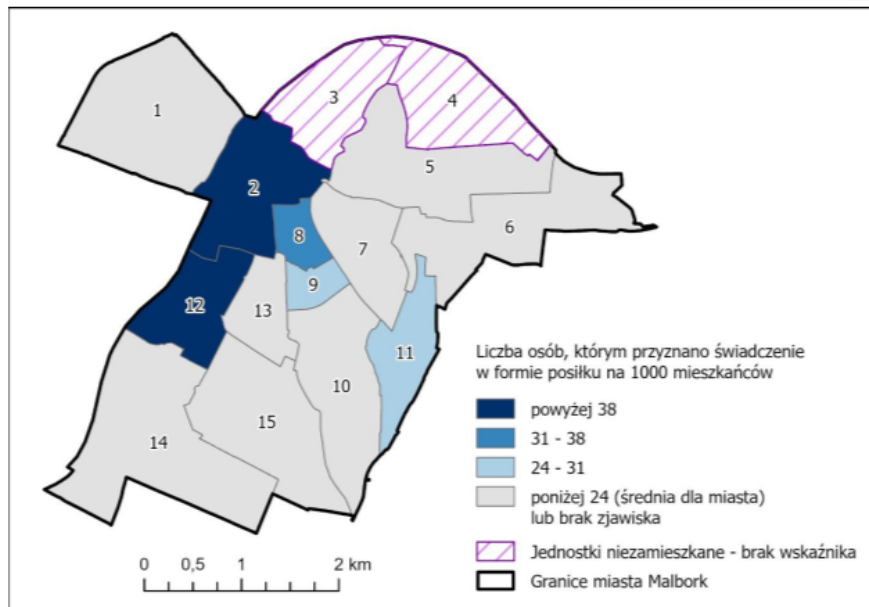 3
4
1
5
2
6
8
7
9
12
13
11
10
14
15
Liczba osób, którym przyznano świadczenie
w formie posiłku na 1000 mieszkańców
powyżej 38
31 - 38
24 - 31
poniżej 24 (średnia dla miasta)
lub brak zjawiska
Jednostki niezamieszkane - brak wskaźnika
Granice miasta Malbork
0 0,5 1 2 km